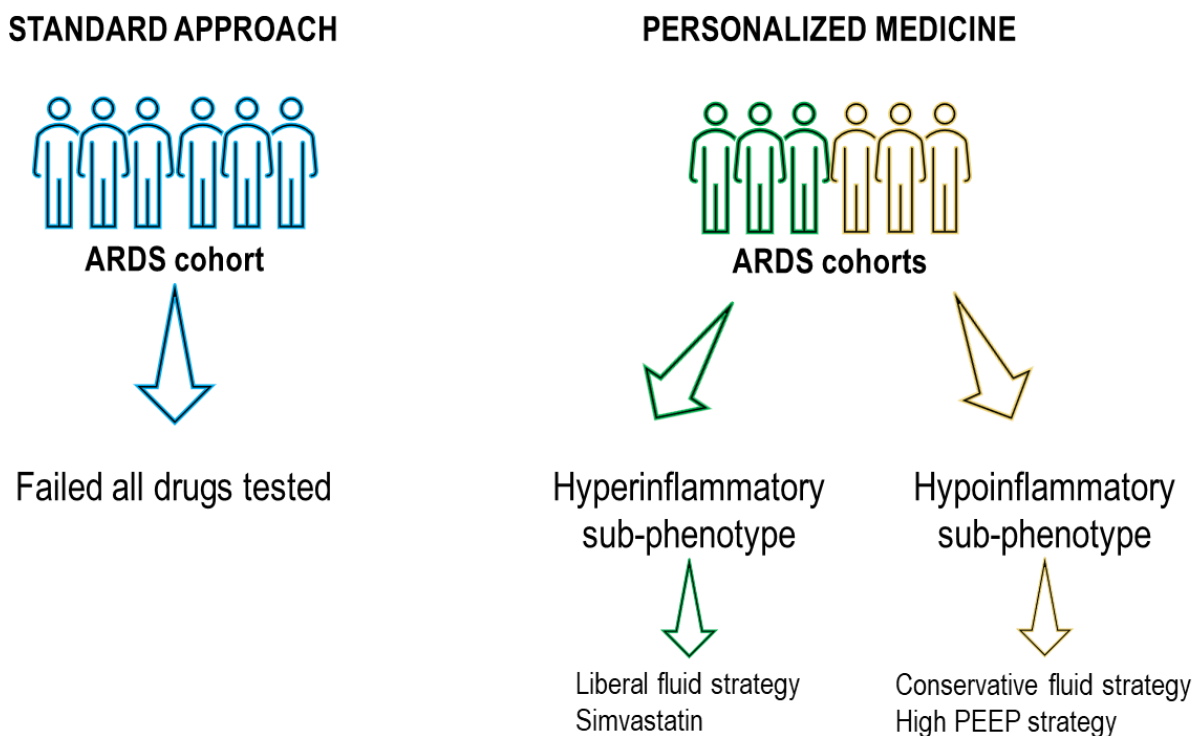 STANDARD APPROACH
ARDS cohort
Failed all drugs tested
PERSONALIZED MEDICINE
ARDS cohorts
Hyperinflammatory
sub-phenotype
Liberal fluid strategy
Simvastatin
Hypoinflammatory
sub-phenotype
Conservative fluid strategy
High PEEP strategy